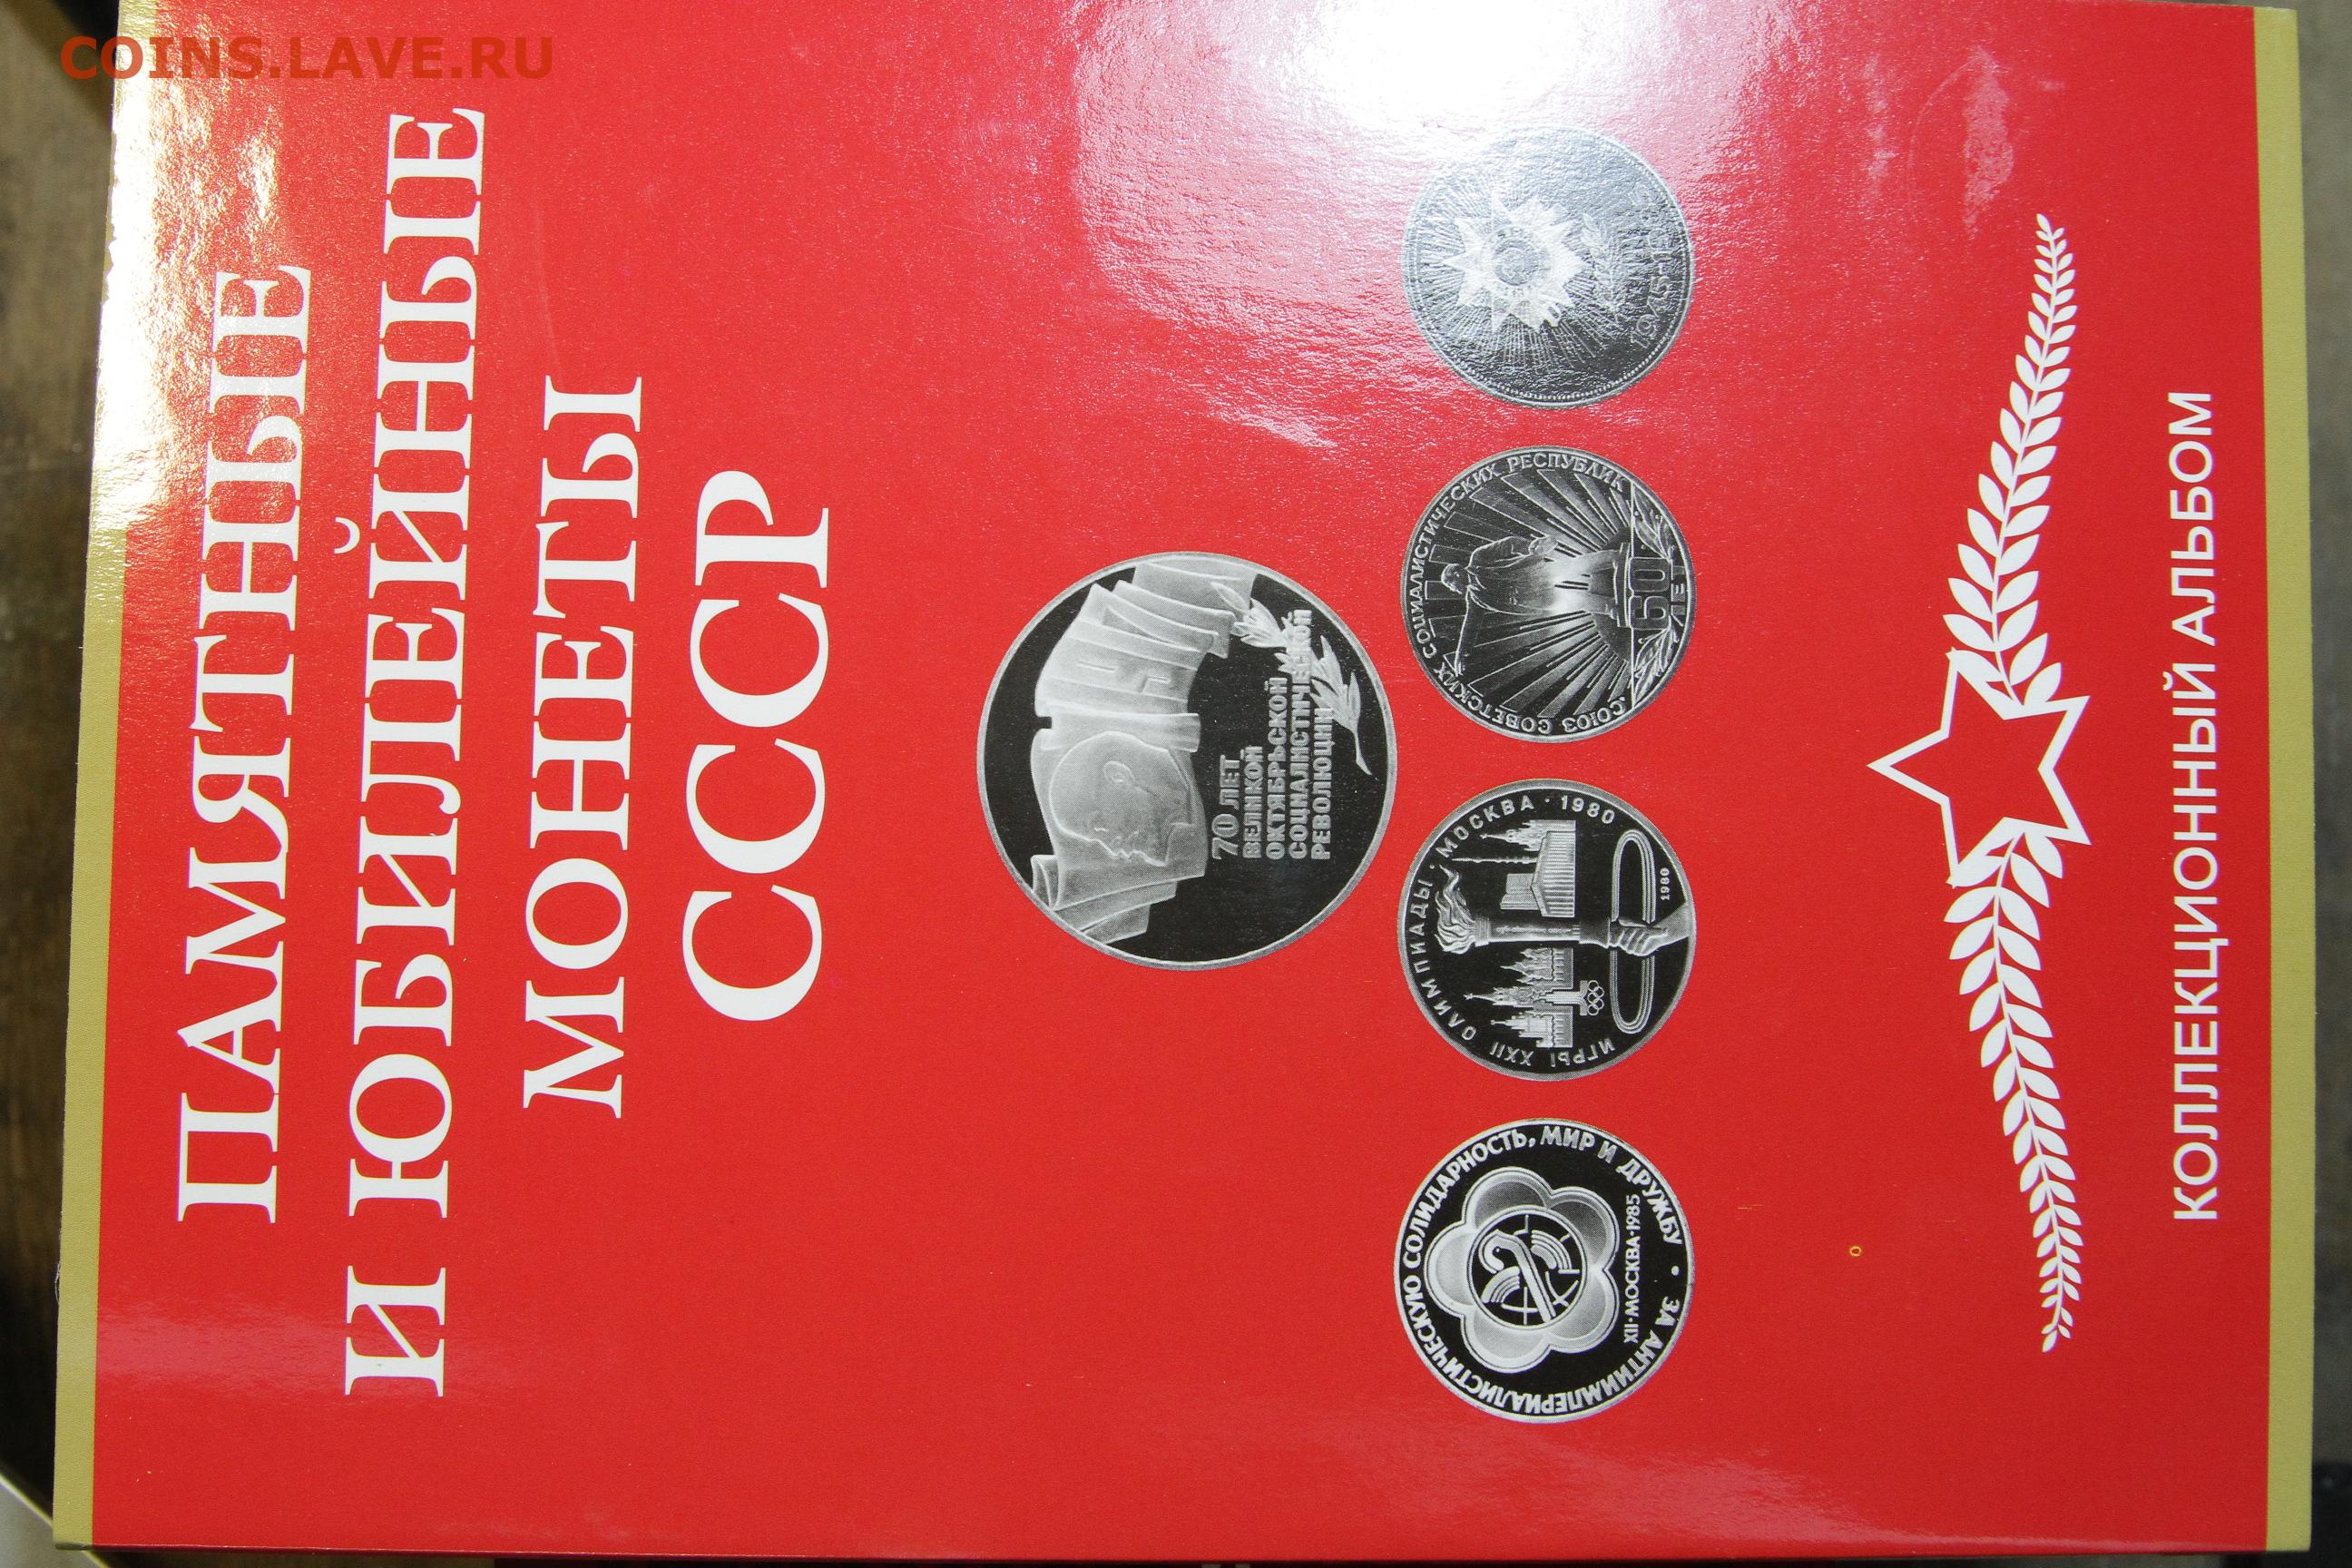 COINS.LAVE.RU
ПАМЯТНЫЕ
И ЮБИЛЕЙНЫЕ
МОНЕТЫ
СССР
70 ЛЕТ
ВЕЛИКОЙ
ОКТЯБРЬСКОЙ
СОЦИАЛИСТИЧЕСКОЙ
РЕВОЛЮЦИИ
ЗА АНТИИМПЕРИАЛИСТИЧЕСКУЮ СОЛИДАРНОСТЬ, МИР И ДРУЖБУ •
XII·МОСКВА·1985
ИГРЫ XXII ОЛИМПИАДЫ · МОСКВА · 1980
1980
СОЮЗ СОВЕТСКИХ СОЦИАЛИСТИЧЕСКИХ РЕСПУБЛИК
60
ЛЕТ
КОЛЛЕКЦИОННЫЙ АЛЬБОМ